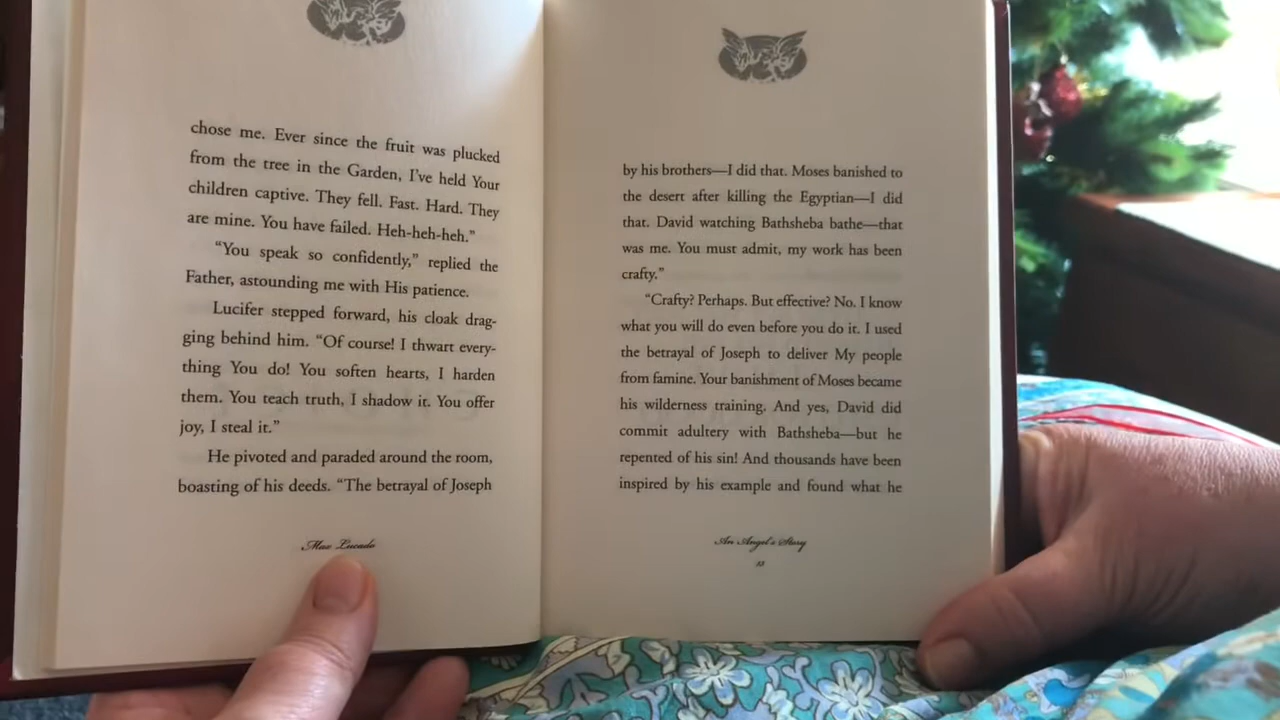 chose me. Ever since the fruit was plucked
from the tree in the Garden, I've held Your
children captive. They fell. Fast. Hard. They
are mine. You have failed. Heh-heh-heh.”
“You speak so confidently,” replied the
Father, astounding me with His patience.
Lucifer stepped forward, his cloak drag-
ging behind him. “Of course! I thwart every-
thing You do! You soften hearts, I harden
them. You teach truth, I shadow it. You offer
joy, I steal it.”
He pivoted and paraded around the room,
boasting of his deeds. “The betrayal of Joseph
Max Lucado
by his brothers—I did that. Moses banished to
the desert after killing the Egyptian—I did
that. David watching Bathsheba bathe—that
was me. You must admit, my work has been
crafty.”
“Crafty? Perhaps. But effective? No. I know
what you will do even before you do it. I used
the betrayal of Joseph to deliver My people
from famine. Your banishment of Moses became
his wilderness training. And yes, David did
commit adultery with Bathsheba—but he
repented of his sin! And thousands have been
inspired by his example and found what he
An Angel's Story